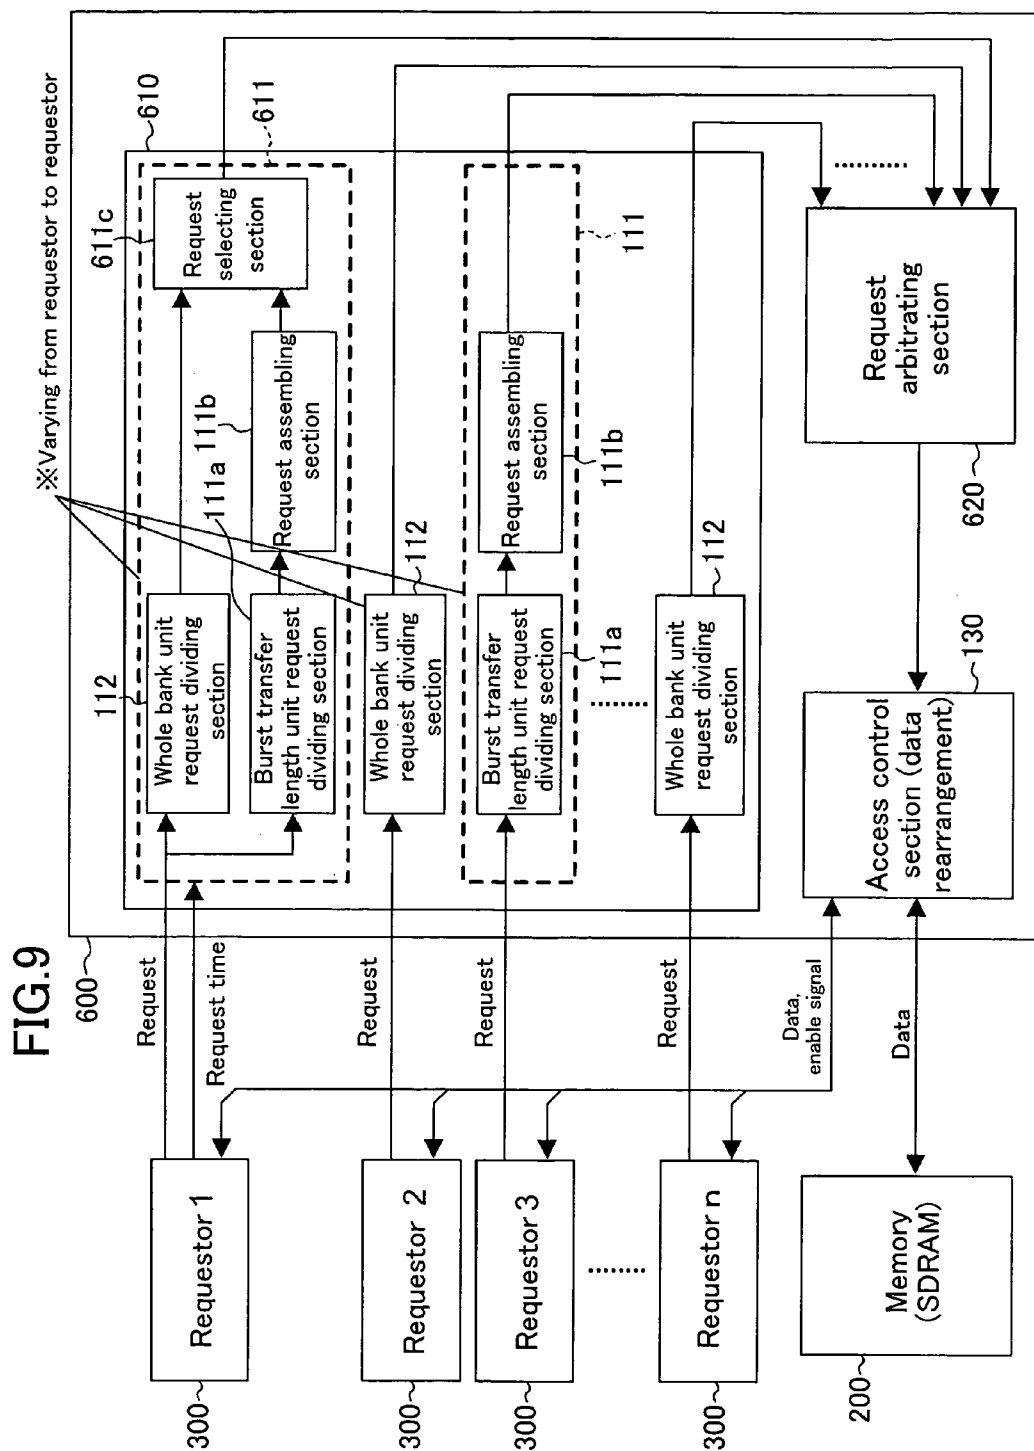 FIG.9
※Varying from requestor to requestor
600
610
611
611c
Request
selecting
section
112
Whole bank unit
request dividing
section
111a
Burst transfer
length unit request
dividing section
111b
Request assembling
section
Whole bank unit
request dividing
section
112
111
Burst transfer
length unit request
dividing section
111a
Request assembling
section
111b
Whole bank unit
request dividing
section
112
Request
Request time
Request
Request
Request
Data,
enable signal
Data
Requestor 1
300
Requestor 2
300
Requestor 3
300
Requestor n
300
Memory
(SDRAM)
200
Access control
section (data
rearrangement)
130
Request
arbitrating
section
620